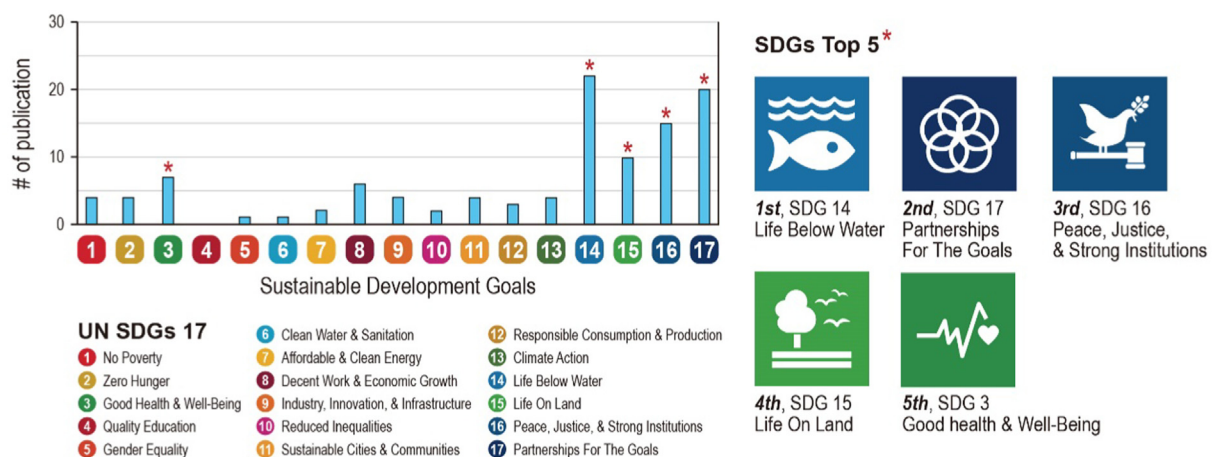 30
20
10
0
# of publication
*
*
*
*
*
1 2 3 4 5 6 7 8 9 10 11 12 13 14 15 16 17
Sustainable Development Goals
UN SDGs 17
1 No Poverty
2 Zero Hunger
3 Good Health & Well-Being
4 Quality Education
5 Gender Equality
6 Clean Water & Sanitation
7 Affordable & Clean Energy
8 Decent Work & Economic Growth
9 Industry, Innovation, & Infrastructure
10 Reduced Inequalities
11 Sustainable Cities & Communities
12 Responsible Consumption & Production
13 Climate Action
14 Life Below Water
15 Life On Land
16 Peace, Justice, & Strong Institutions
17 Partnerships For The Goals
SDGs Top 5*
1st, SDG 14
Life Below Water
2nd, SDG 17
Partnerships
For The Goals
3rd, SDG 16
Peace, Justice,
& Strong Institutions
4th, SDG 15
Life On Land
5th, SDG 3
Good health & Well-Being